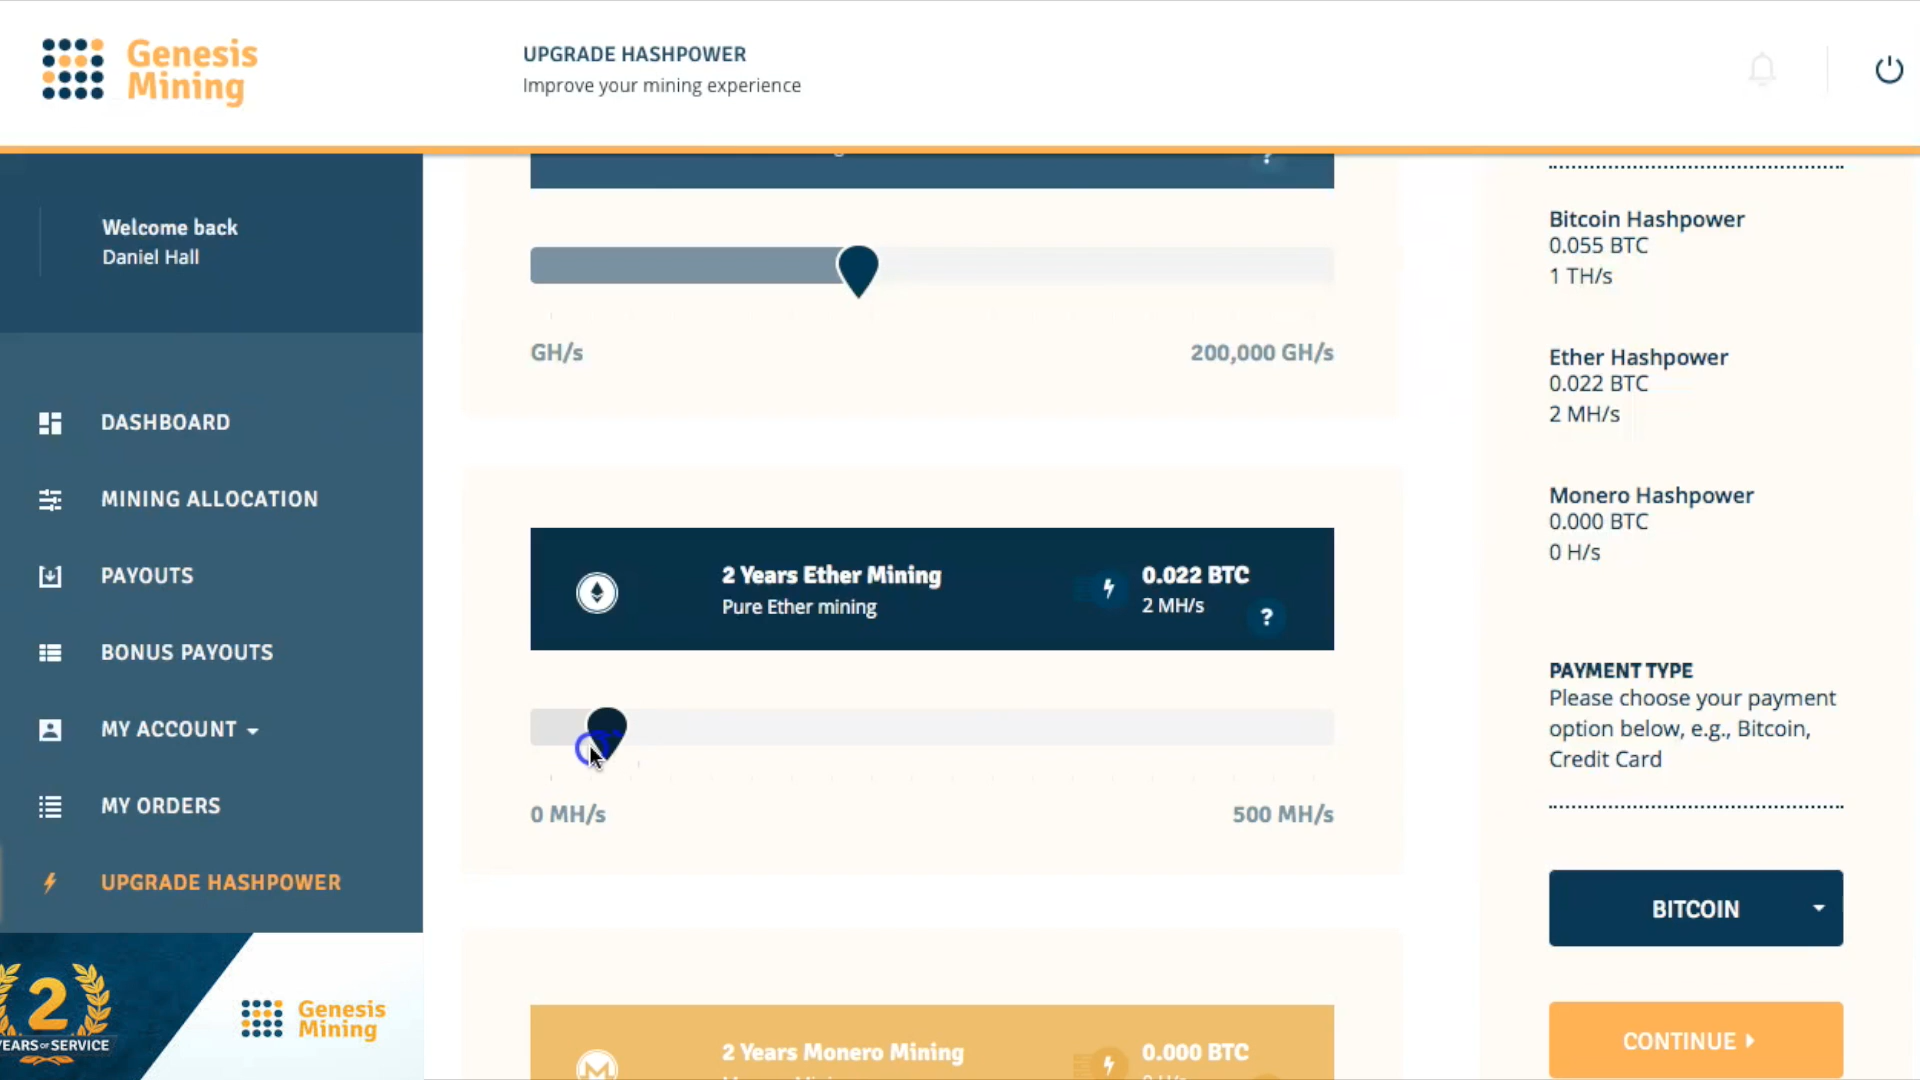 Genesis
Mining
UPGRADE HASHPOWER
Improve your mining experience
Welcome back
Daniel Hall
DASHBOARD
MINING ALLOCATION
PAYOUTS
BONUS PAYOUTS
MY ACCOUNT
MY ORDERS
UPGRADE HASHPOWER
2
YEARS OF SERVICE
Genesis
Mining
?
GH/s
200,000 GH/s
2 Years Ether Mining
Pure Ether mining
0.022 BTC
2 MH/s
?
0 MH/s
500 MH/s
2 Years Monero Mining
0.000 BTC
Bitcoin Hashpower
0.055 BTC
1 TH/s
Ether Hashpower
0.022 BTC
2 MH/s
Monero Hashpower
0.000 BTC
0 H/s
PAYMENT TYPE
Please choose your payment
option below, e.g., Bitcoin,
Credit Card
BITCOIN
CONTINUE